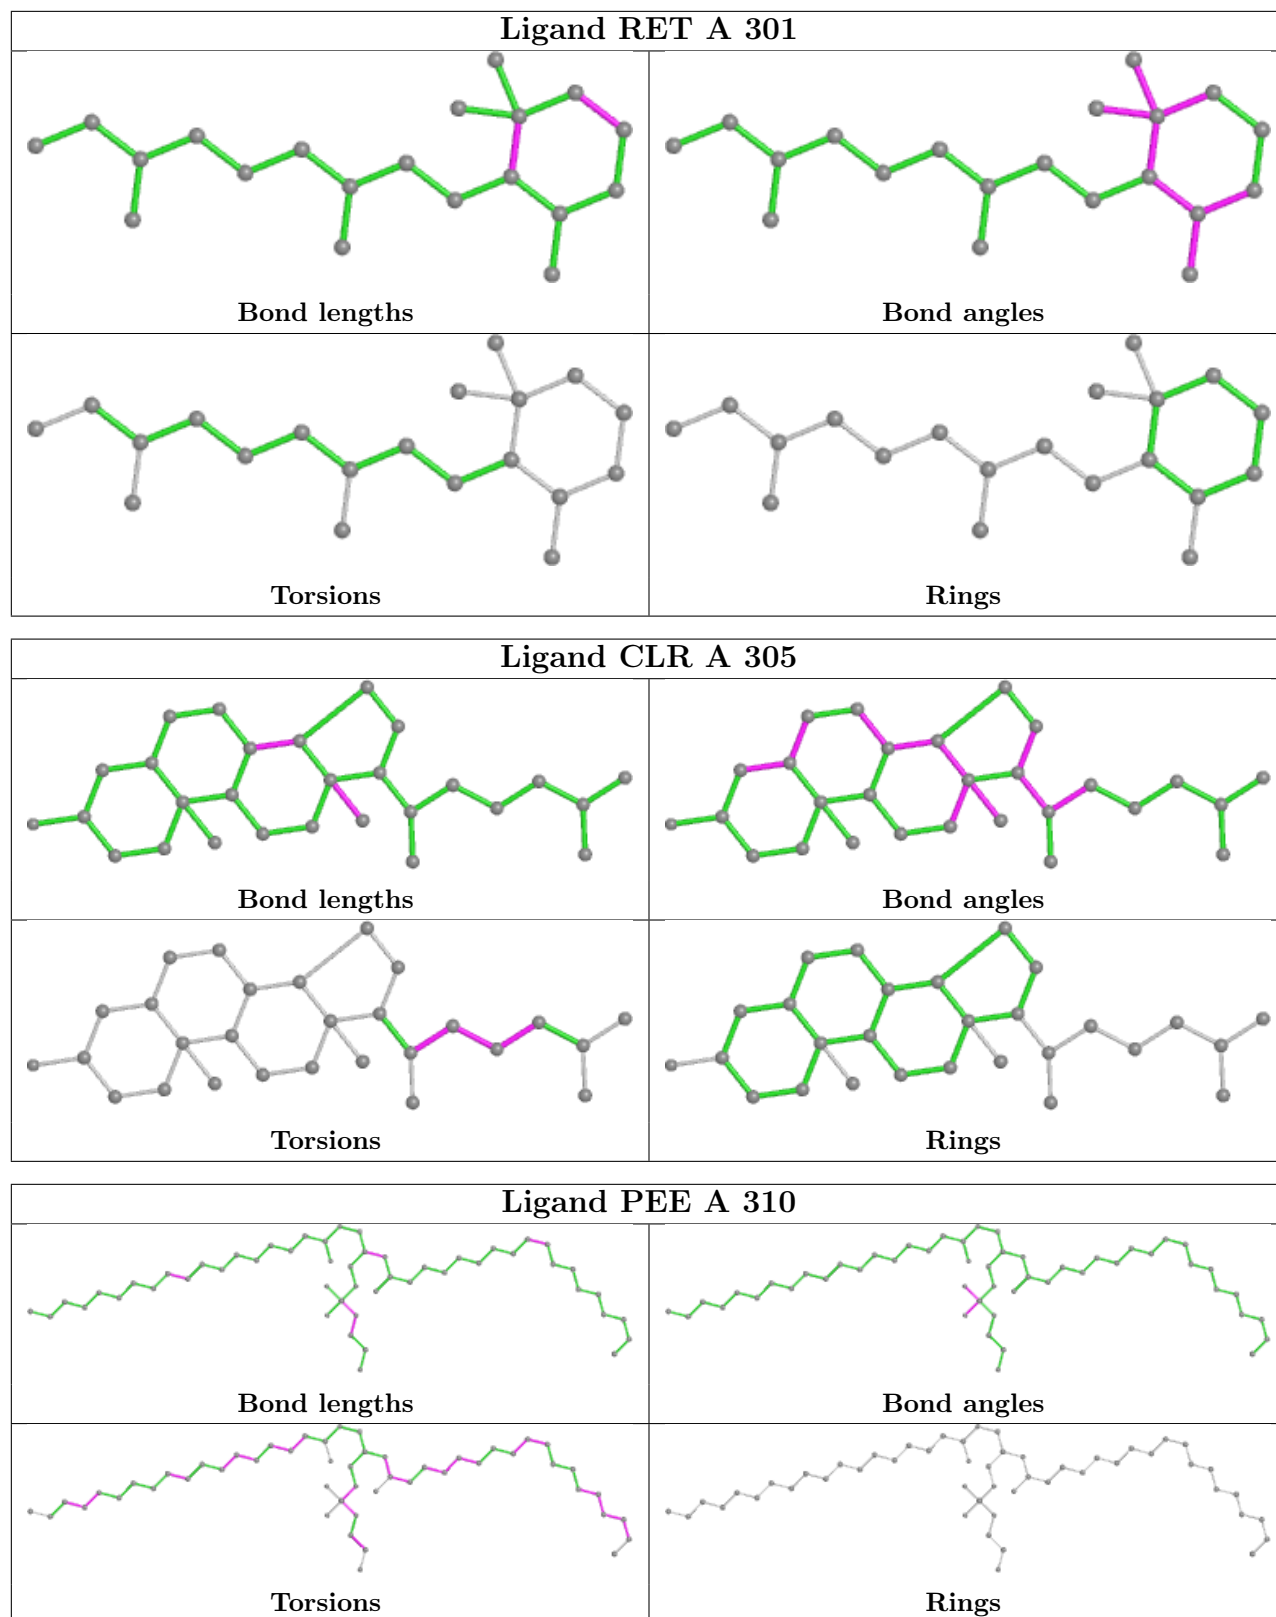 Ligand RET A 301
Bond lengths
Bond angles
Torsions
Rings
Ligand CLR A 305
Bond lengths
Bond angles
Torsions
Rings
Ligand PEE A 310
Bond lengths
Bond angles
Torsions
Rings